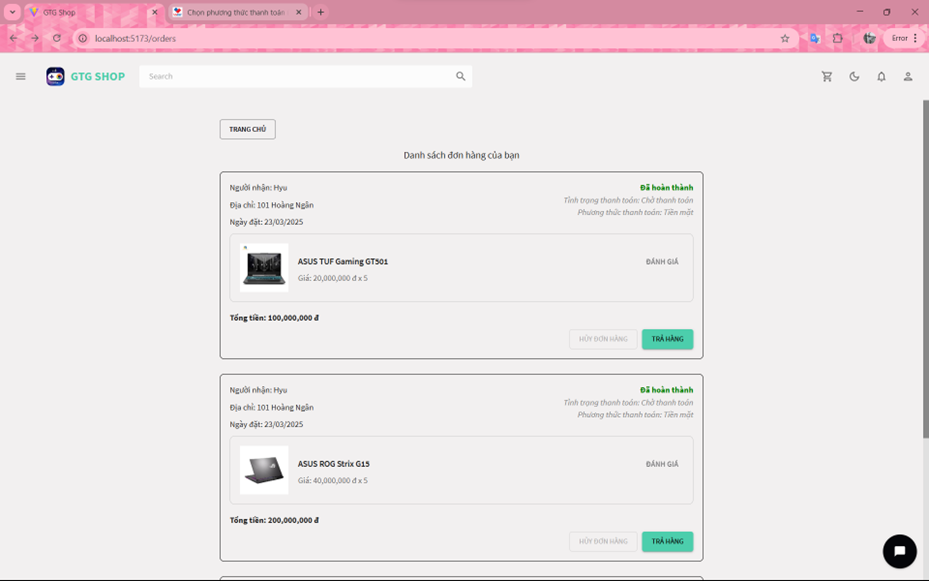 GTG Shop
Chọn phương thức thanh toán
localhost:5173/orders
Error
GTG SHOP
Search
TRANG CHỦ
Danh sách đơn hàng của bạn
Người nhận: Hyu
Đã hoàn thành
Địa chỉ: 101 Hoàng Ngân
Tình trạng thanh toán: Chờ thanh toán
Phương thức thanh toán: Tiền mặt
Ngày đặt: 23/03/2025
ASUS TUF Gaming GT501
ĐÁNH GIÁ
Giá: 20,000,000 đ x 5
Tổng tiền: 100,000,000 đ
HỦY ĐƠN HÀNG
TRẢ HÀNG
Người nhận: Hyu
Đã hoàn thành
Địa chỉ: 101 Hoàng Ngân
Tình trạng thanh toán: Chờ thanh toán
Phương thức thanh toán: Tiền mặt
Ngày đặt: 23/03/2025
ASUS ROG Strix G15
ĐÁNH GIÁ
Giá: 40,000,000 đ x 5
Tổng tiền: 200,000,000 đ
HỦY ĐƠN HÀNG
TRẢ HÀNG